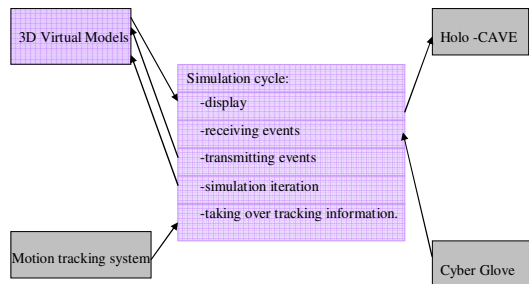 3D Virtual Models
Holo -CAVE
Simulation cycle:
-display
-receiving events
-transmitting events
-simulation iteration
-taking over tracking information.
Motion tracking system
Cyber Glove